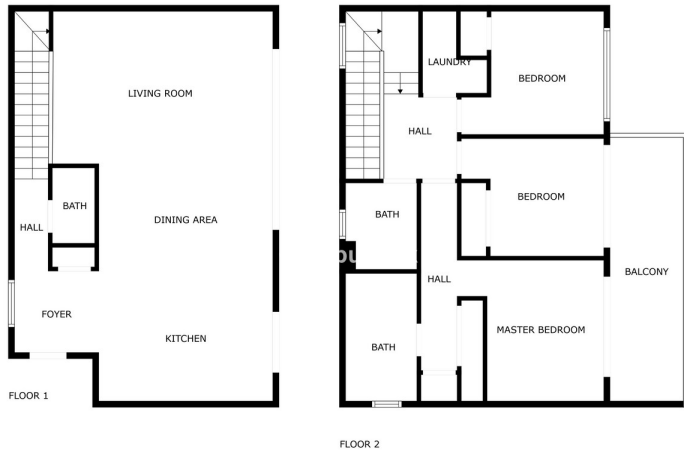 LIVING ROOM
BATH
DINING AREA
HALL
FOYER
KITCHEN
FLOOR 1
LAUNDRY
BEDROOM
HALL
BEDROOM
BATH
HALL
BALCONY
MASTER BEDROOM
BATH
FLOOR 2